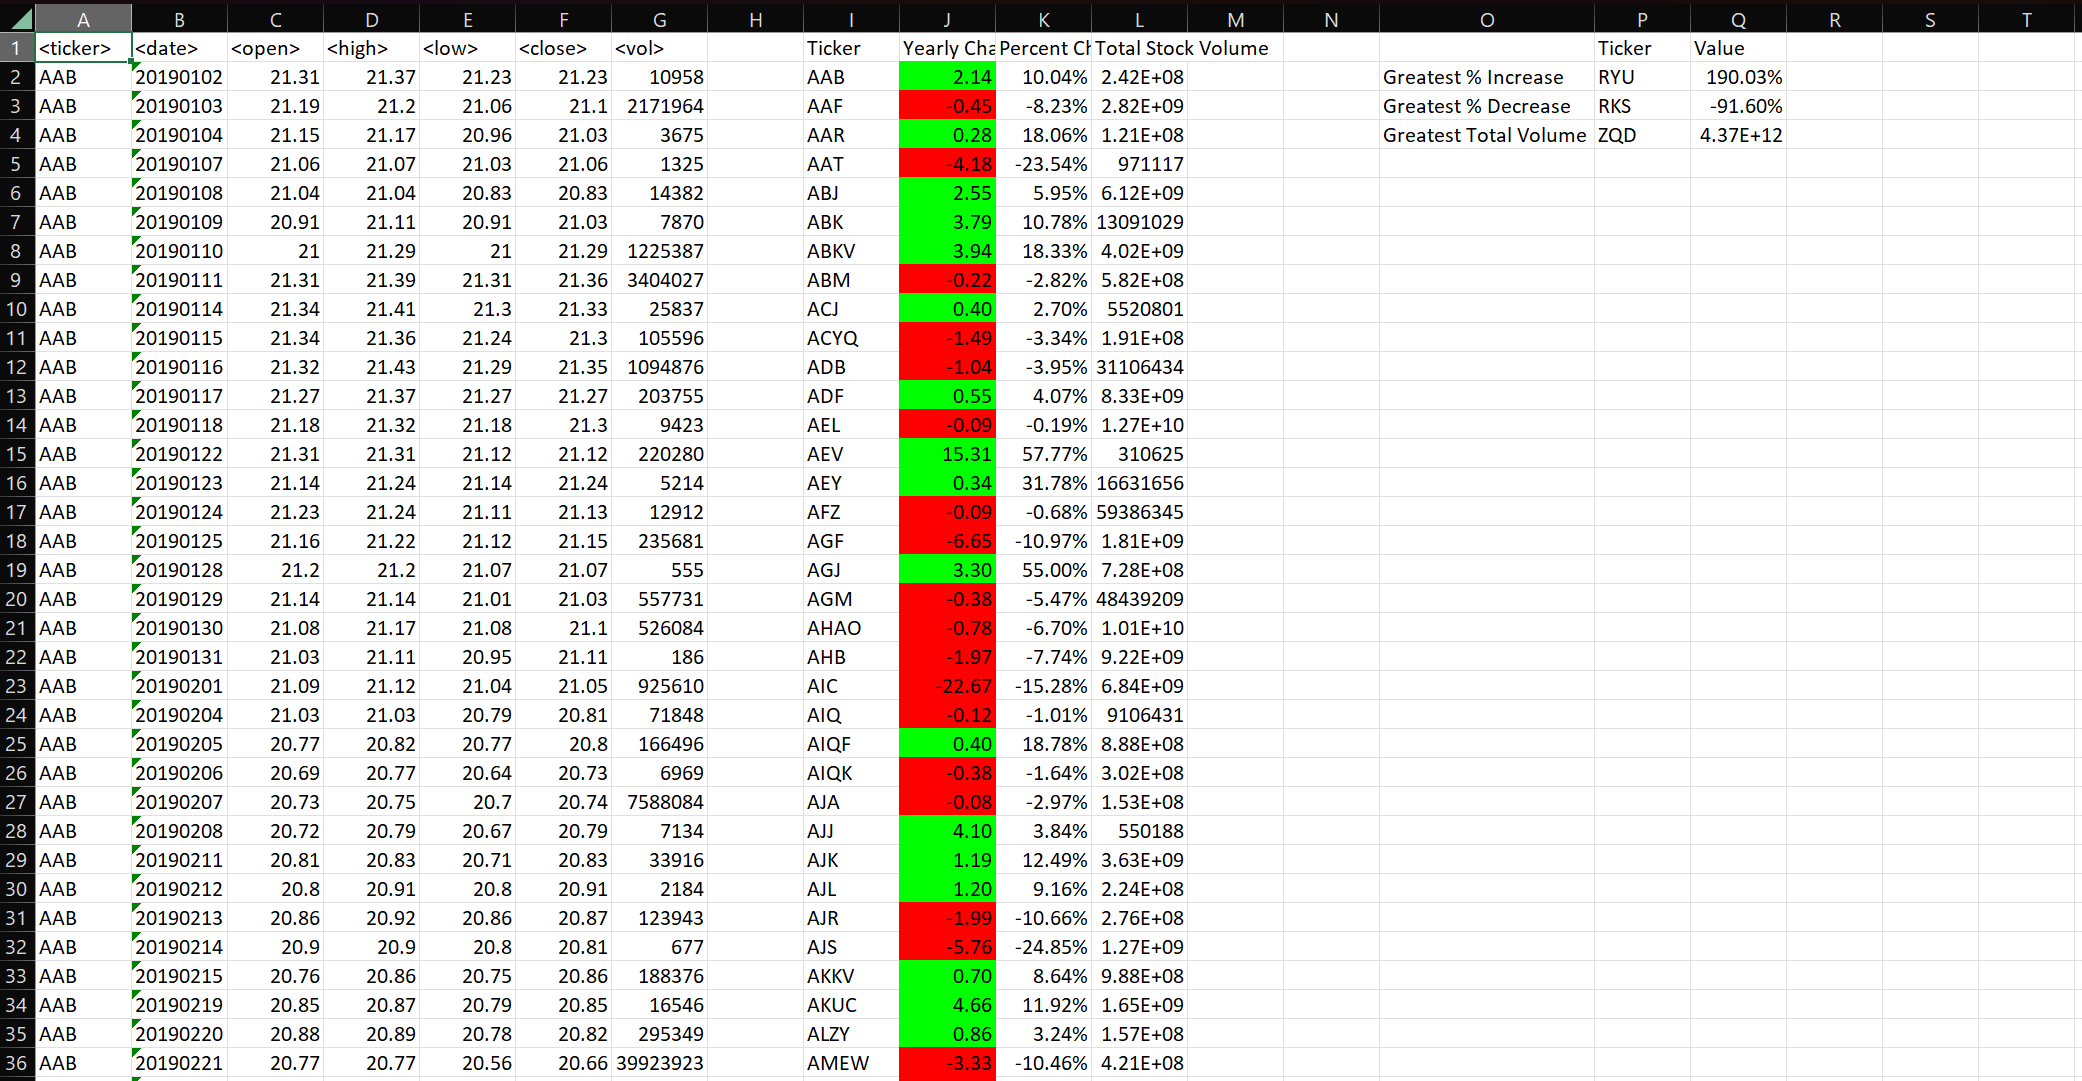 A B C D E F G H I J K L M N O P Q R S T
1 <ticker> <date> <open> <high> <low> <close> <vol> Ticker Yearly Cha Percent Ch Total Stock Volume Ticker Value
2 AAB 20190102 21.31 21.37 21.23 21.23 10958 AAB 2.14 10.04% 2.42E+08 Greatest % Increase RYU 190.03%
3 AAB 20190103 21.19 21.2 21.06 21.1 2171964 AAF -0.45 -8.23% 2.82E+09 Greatest % Decrease RKS -91.60%
4 AAB 20190104 21.15 21.17 20.96 21.03 3675 AAR 0.28 18.06% 1.21E+08 Greatest Total Volume ZQD 4.37E+12
5 AAB 20190107 21.06 21.07 21.03 21.06 1325 AAT -4.18 -23.54% 971117
6 AAB 20190108 21.04 21.04 20.83 20.83 14382 ABJ 2.55 5.95% 6.12E+09
7 AAB 20190109 20.91 21.11 20.91 21.03 7870 ABK 3.79 10.78% 13091029
8 AAB 20190110 21 21.29 21 21.29 1225387 ABKV 3.94 18.33% 4.02E+09
9 AAB 20190111 21.31 21.39 21.31 21.36 3404027 ABM -0.22 -2.82% 5.82E+08
10 AAB 20190114 21.34 21.41 21.3 21.33 25837 ACJ 0.40 2.70% 5520801
11 AAB 20190115 21.34 21.36 21.24 21.3 105596 ACYQ -1.49 -3.34% 1.91E+08
12 AAB 20190116 21.32 21.43 21.29 21.35 1094876 ADB -1.04 -3.95% 31106434
13 AAB 20190117 21.27 21.37 21.27 21.27 203755 ADF 0.55 4.07% 8.33E+09
14 AAB 20190118 21.18 21.32 21.18 21.3 9423 AEL -0.09 -0.19% 1.27E+10
15 AAB 20190122 21.31 21.31 21.12 21.12 220280 AEV 15.31 57.77% 310625
16 AAB 20190123 21.14 21.24 21.14 21.24 5214 AEY 0.34 31.78% 16631656
17 AAB 20190124 21.23 21.24 21.11 21.13 12912 AFZ -0.09 -0.68% 59386345
18 AAB 20190125 21.16 21.22 21.12 21.15 235681 AGF -6.65 -10.97% 1.81E+09
19 AAB 20190128 21.2 21.2 21.07 21.07 555 AGJ 3.30 55.00% 7.28E+08
20 AAB 20190129 21.14 21.14 21.01 21.03 557731 AGM -0.38 -5.47% 48439209
21 AAB 20190130 21.08 21.17 21.08 21.1 526084 AHAO -0.78 -6.70% 1.01E+10
22 AAB 20190131 21.03 21.11 20.95 21.11 186 AHB -1.97 -7.74% 9.22E+09
23 AAB 20190201 21.09 21.12 21.04 21.05 925610 AIC -22.67 -15.28% 6.84E+09
24 AAB 20190204 21.03 21.03 20.79 20.81 71848 AIQ -0.12 -1.01% 9106431
25 AAB 20190205 20.77 20.82 20.77 20.8 166496 AIQF 0.40 18.78% 8.88E+08
26 AAB 20190206 20.69 20.77 20.64 20.73 6969 AIQK -0.38 -1.64% 3.02E+08
27 AAB 20190207 20.73 20.75 20.7 20.74 7588084 AJA -0.08 -2.97% 1.53E+08
28 AAB 20190208 20.72 20.79 20.67 20.79 7134 AJJ 4.10 3.84% 550188
29 AAB 20190211 20.81 20.83 20.71 20.83 33916 AJK 1.19 12.49% 3.63E+09
30 AAB 20190212 20.8 20.91 20.8 20.91 2184 AJL 1.20 9.16% 2.24E+08
31 AAB 20190213 20.86 20.92 20.86 20.87 123943 AJR -1.99 -10.66% 2.76E+08
32 AAB 20190214 20.9 20.9 20.8 20.81 677 AJS -5.76 -24.85% 1.27E+09
33 AAB 20190215 20.76 20.86 20.75 20.86 188376 AKKV 0.70 8.64% 9.88E+08
34 AAB 20190219 20.85 20.87 20.79 20.85 16546 AKUC 4.66 11.92% 1.65E+09
35 AAB 20190220 20.88 20.89 20.78 20.82 295349 ALZY 0.86 3.24% 1.57E+08
36 AAB 20190221 20.77 20.77 20.56 20.66 39923923 AMEW -3.33 -10.46% 4.21E+08